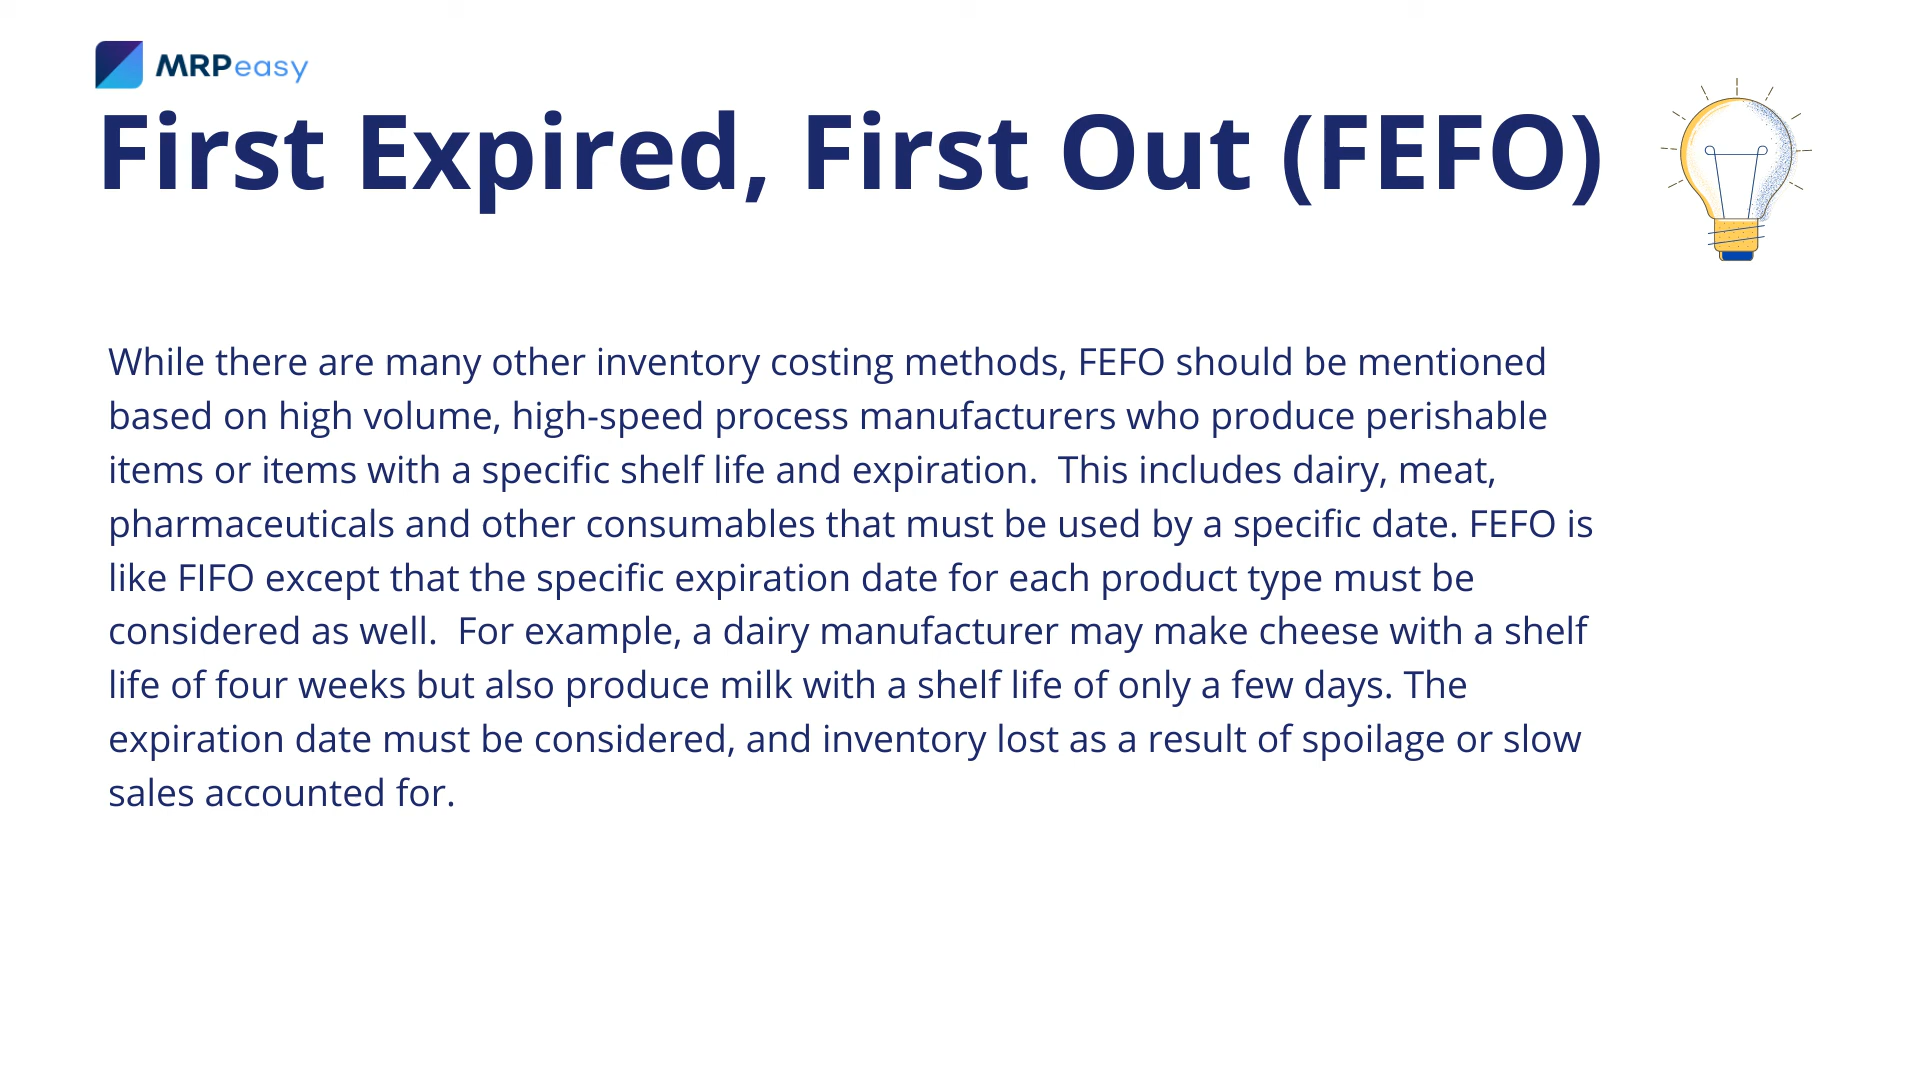 MRPeasy
First Expired, First Out (FEFO)
While there are many other inventory costing methods, FEFO should be mentioned
based on high volume, high-speed process manufacturers who produce perishable
items or items with a specific shelf life and expiration.  This includes dairy, meat,
pharmaceuticals and other consumables that must be used by a specific date. FEFO is
like FIFO except that the specific expiration date for each product type must be
considered as well.  For example, a dairy manufacturer may make cheese with a shelf
life of four weeks but also produce milk with a shelf life of only a few days. The
expiration date must be considered, and inventory lost as a result of spoilage or slow
sales accounted for.